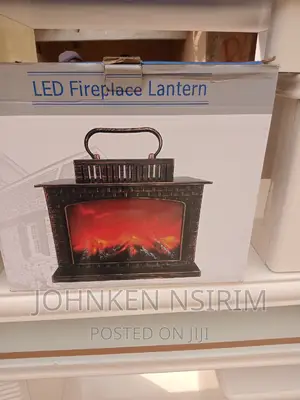 LED Fireplace Lantern
JOHNKEN NSIRIM
POSTED ON JIJI